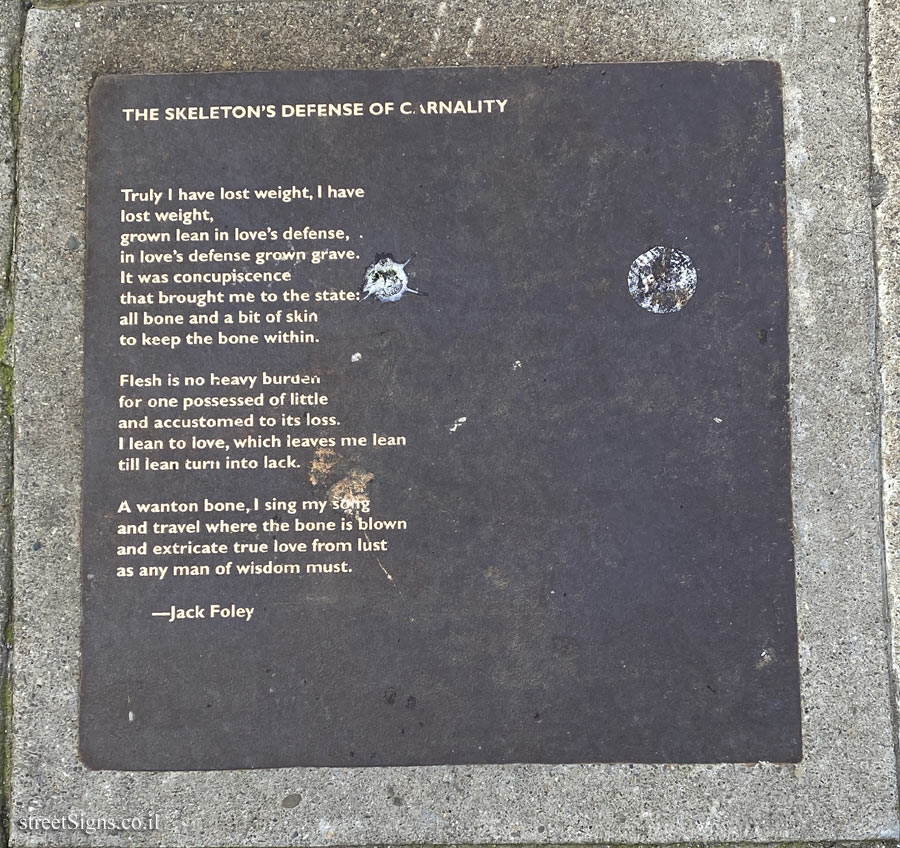 THE SKELETON'S DEFENSE OF CARNALITY
Truly I have lost weight, I have
lost weight,
grown lean in love's defense,
in love's defense grown grave.
It was concupiscence
that brought me to the state:
all bone and a bit of skin
to keep the bone within.
Flesh is no heavy burden
for one possessed of little
and accustomed to its loss.
I lean to love, which leaves me lean
till lean turn into lack.
A wanton bone, I sing my song
and travel where the bone is blown
and extricate true love from lust
as any man of wisdom must.
—Jack Foley
streetSigns.co.il